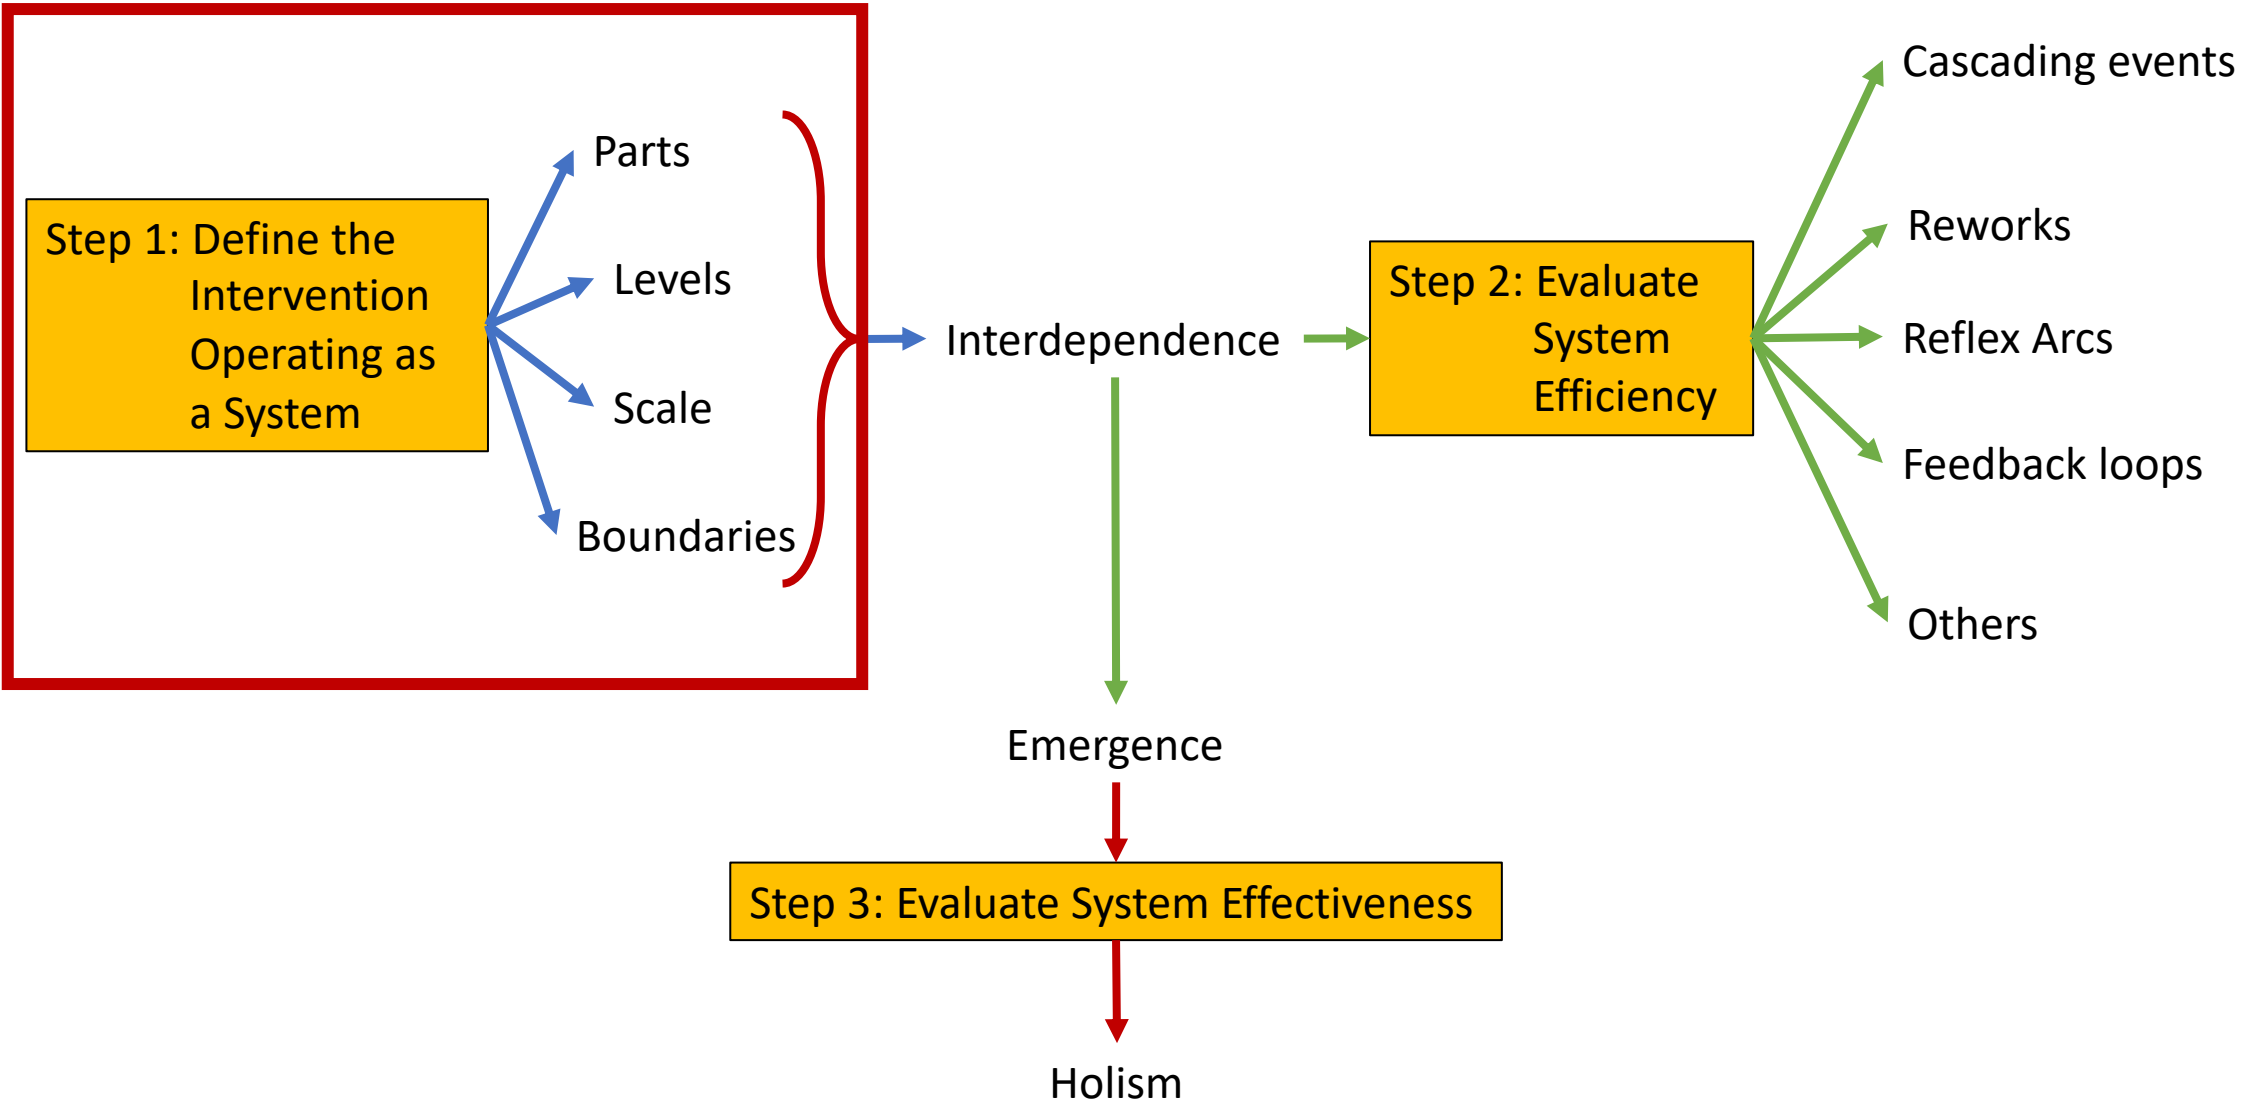 Step 1: Define the
Intervention
Operating as
a System
Parts
Levels
Scale
Boundaries
Interdependence
Step 2: Evaluate
System
Efficiency
Cascading events
Reworks
Reflex Arcs
Feedback loops
Others
Emergence
Step 3: Evaluate System Effectiveness
Holism